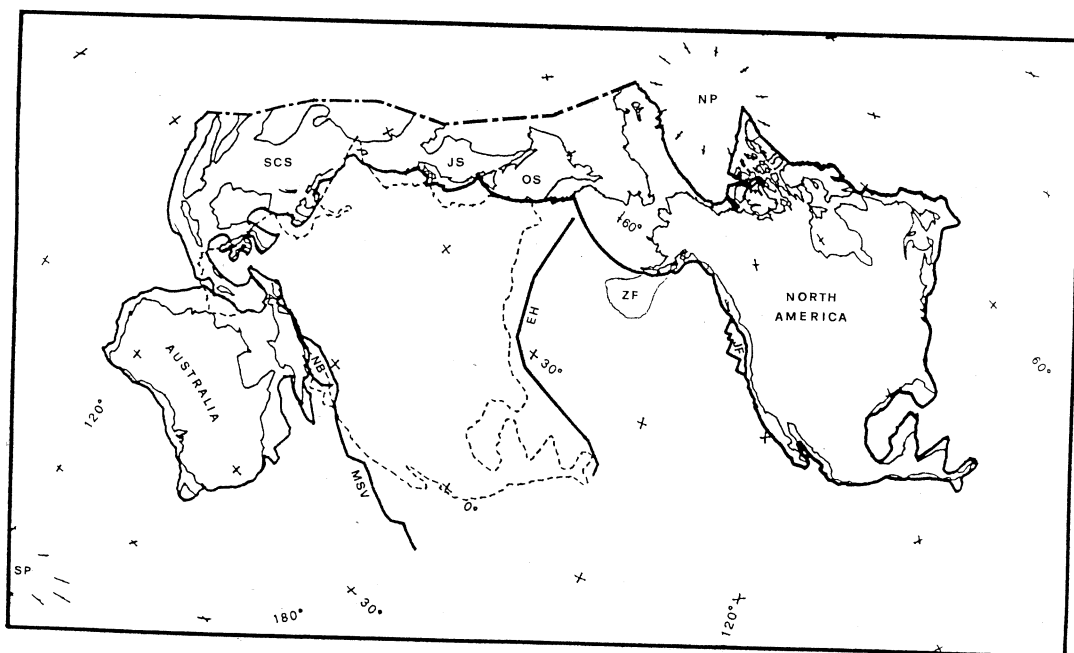 NP
SCS
JS
OS
60°
ZF
NORTH
AMERICA
EH
JF
NB
30°
60°
AUSTRALIA
120°
MSV
0°
SP
30°
180°
120°